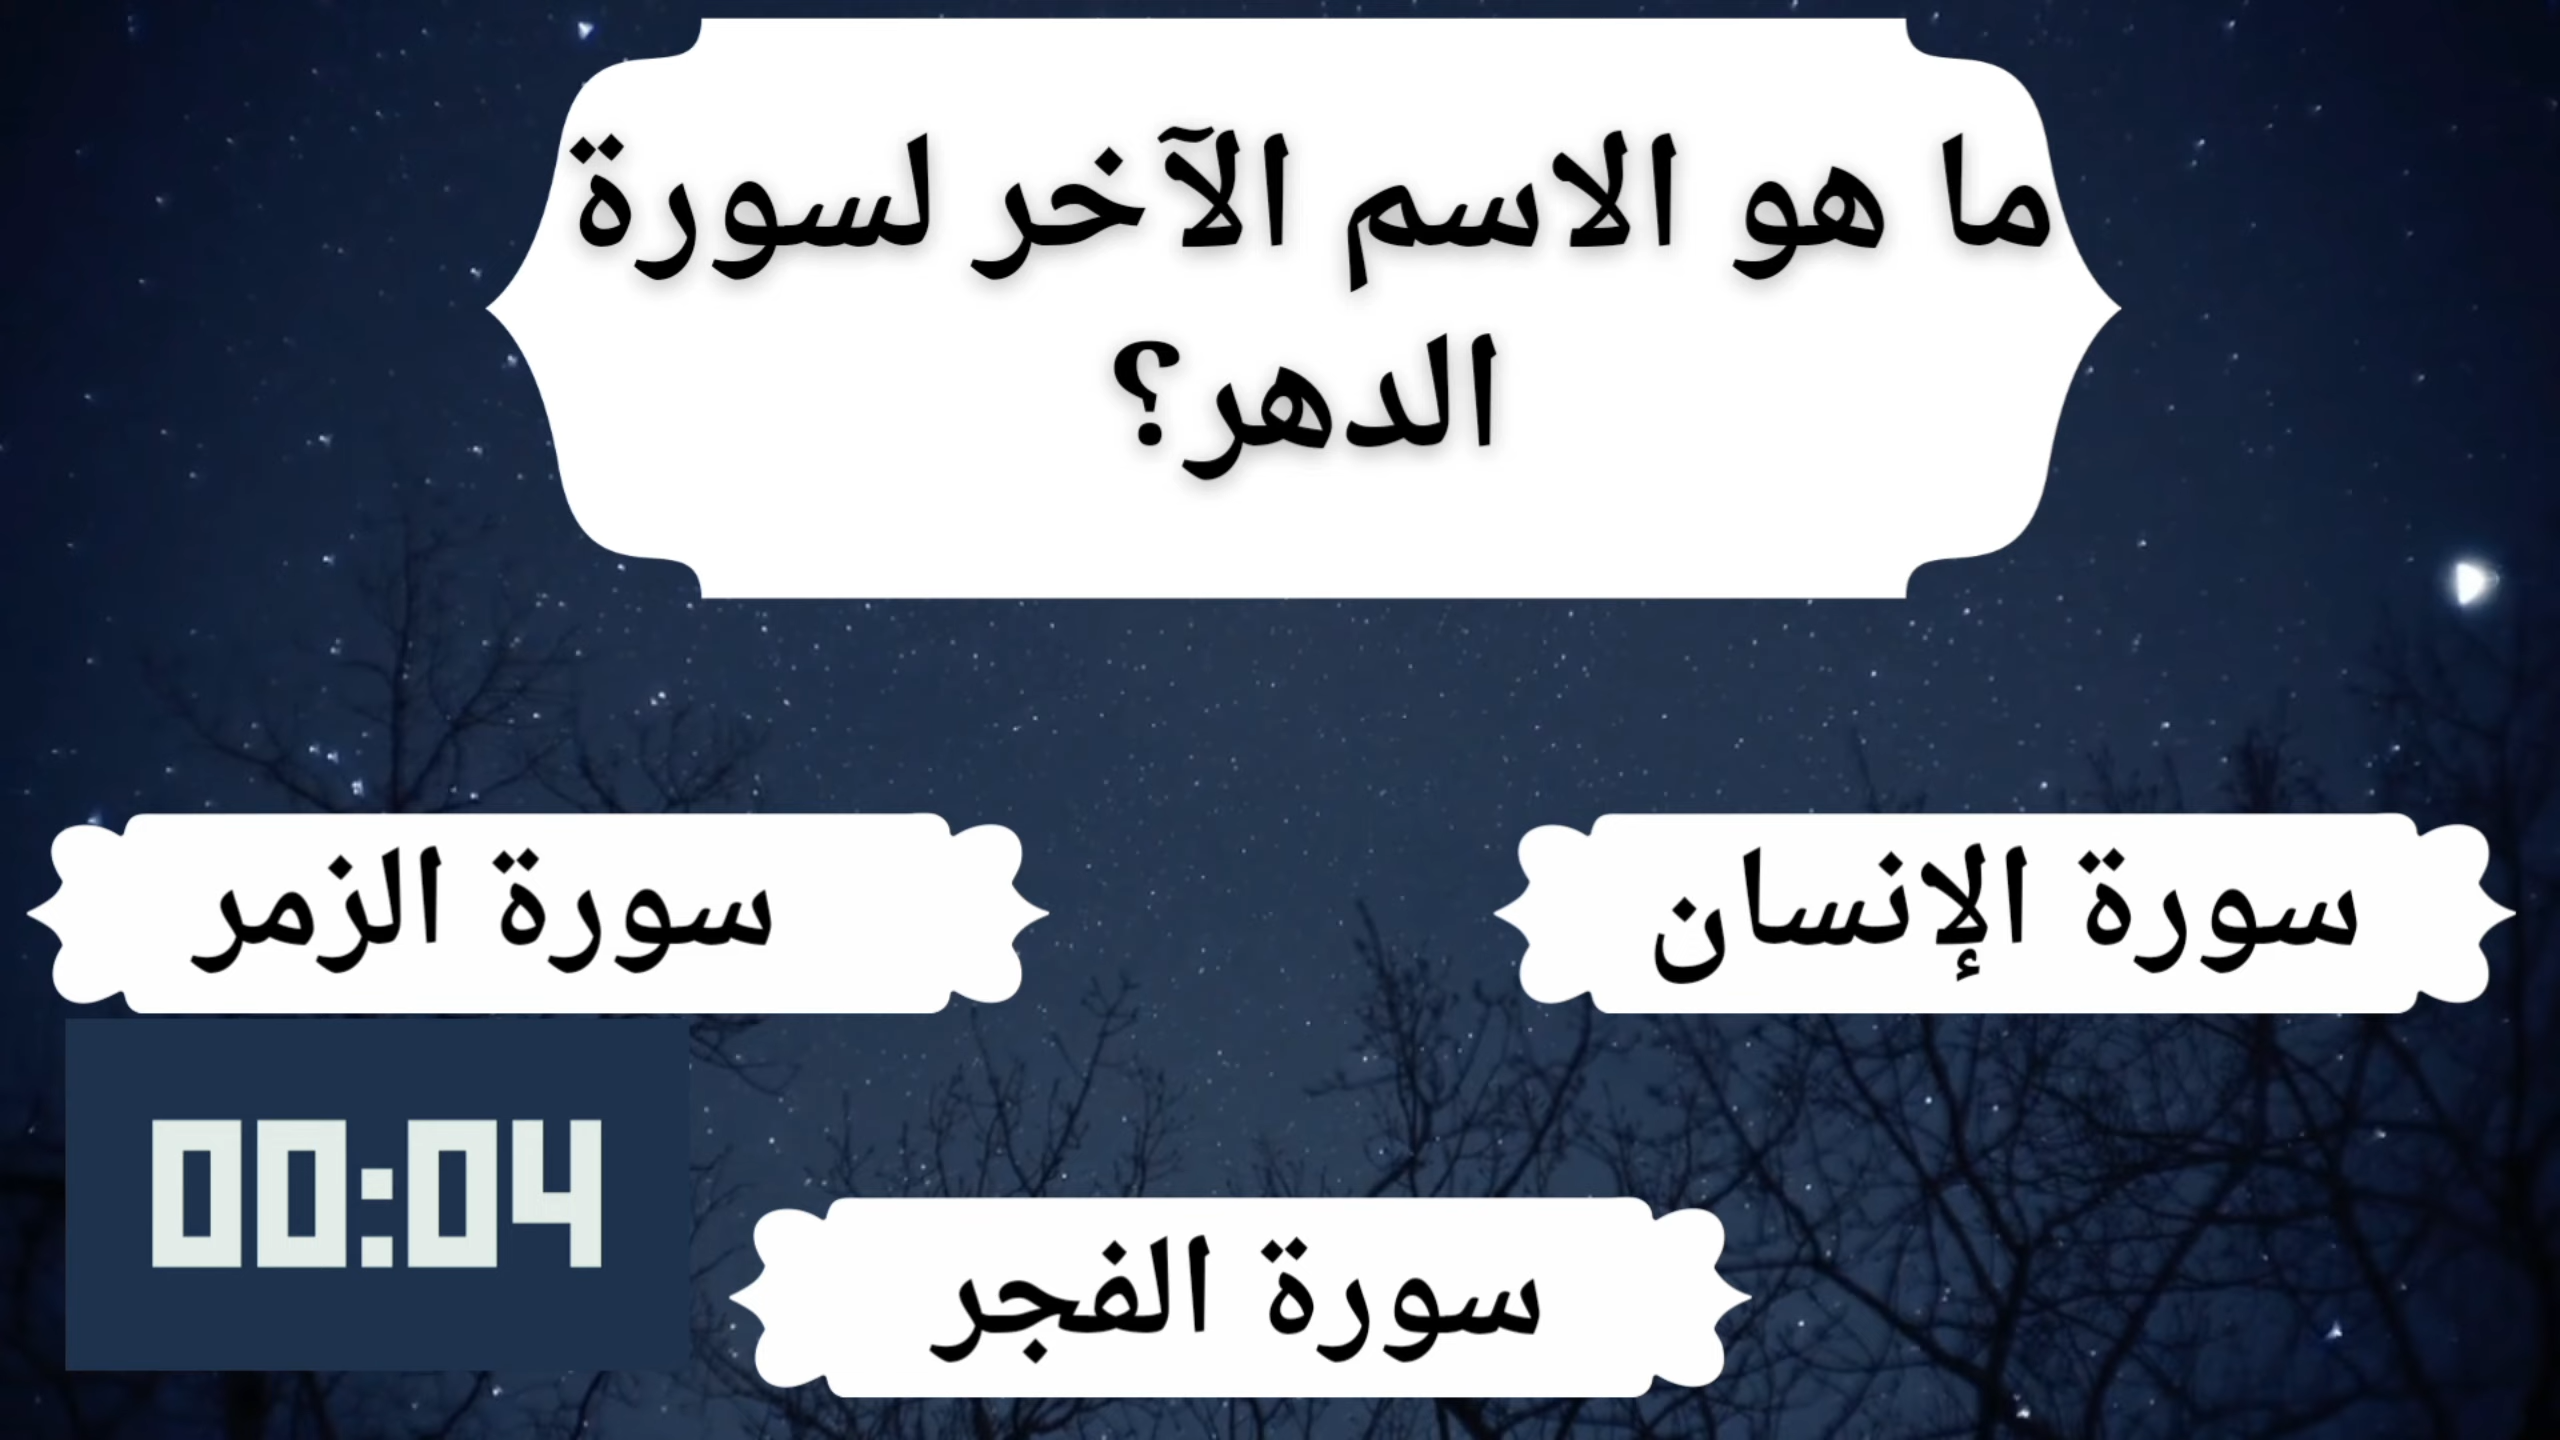 ما هو الاسم الآخر لسورة
الدهر؟
سورة الإنسان
سورة الزمر
00:04
سورة الفجر